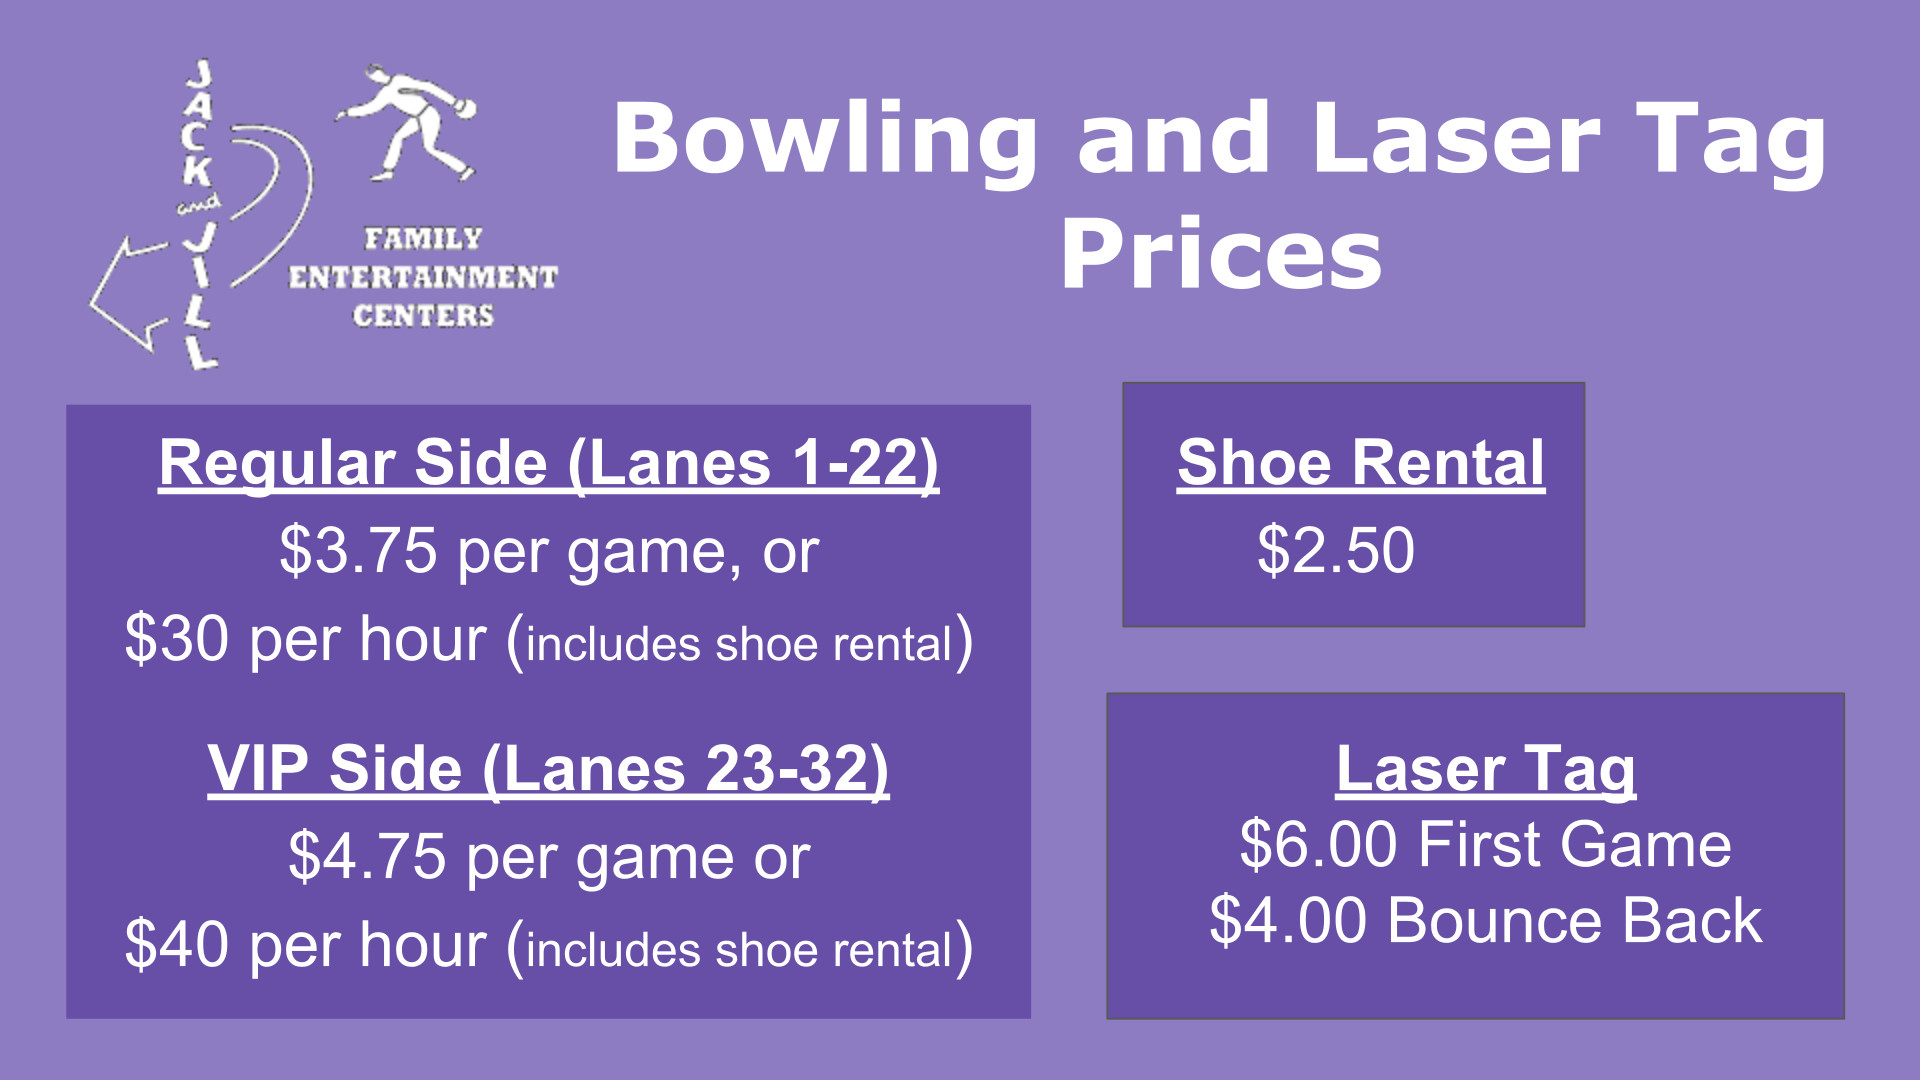 JACK
and
JILL
FAMILY
ENTERTAINMENT
CENTERS
Bowling and Laser Tag
Prices
Regular Side (Lanes 1-22)
$3.75 per game, or
$30 per hour (includes shoe rental)
VIP Side (Lanes 23-32)
$4.75 per game or
$40 per hour (includes shoe rental)
Shoe Rental
$2.50
Laser Tag
$6.00 First Game
$4.00 Bounce Back